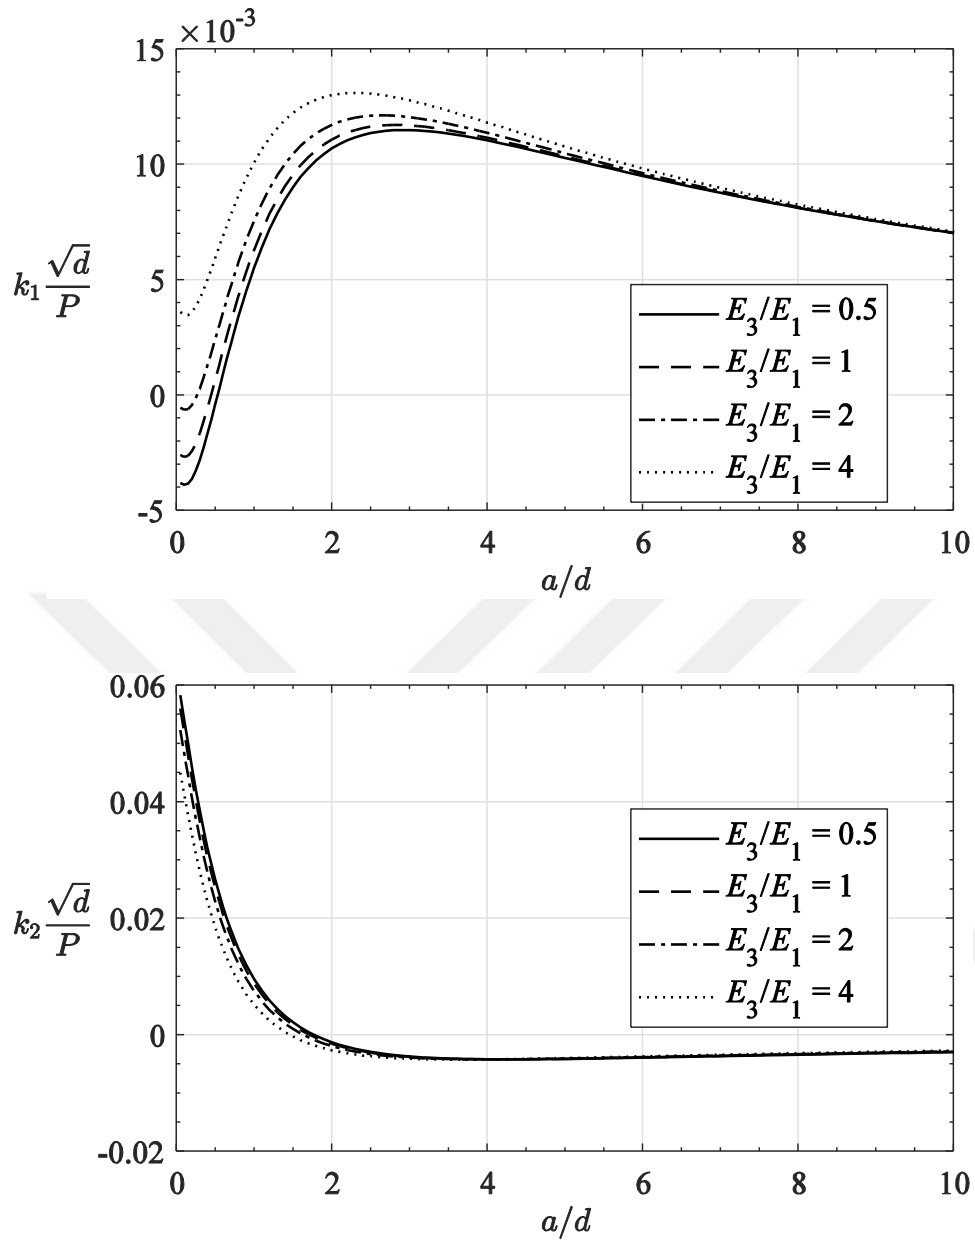 ×10⁻³
15
10
5
0
-5
k₁ √d/P
E₃/E₁ = 0.5
E₃/E₁ = 1
E₃/E₁ = 2
E₃/E₁ = 4
0 2 4 6 8 10
a/d
0.06
0.04
0.02
0
-0.02
k₂ √d/P
E₃/E₁ = 0.5
E₃/E₁ = 1
E₃/E₁ = 2
E₃/E₁ = 4
0 2 4 6 8 10
a/d